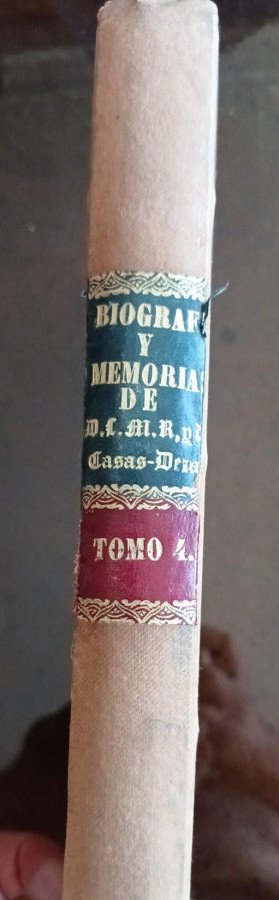 BIOGRAF
Y
MEMORIA
DE
D. L. M. R, y
Casas-Deza
TOMO 4.